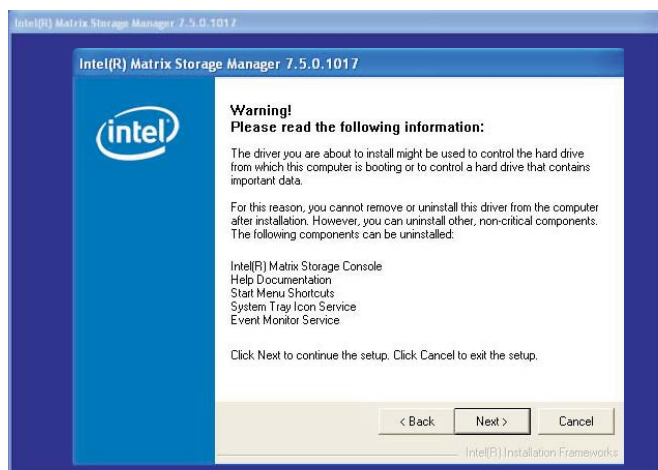 Intel(R) Matrix Storage Manager 7.5.0.1017
Intel(R) Matrix Storage Manager 7.5.0.1017
intel
Warning!
Please read the following information:
The driver you are about to install might be used to control the hard drive
from which this computer is booting or to control a hard drive that contains
important data.
For this reason, you cannot remove or uninstall this driver from the computer
after installation. However, you can uninstall other, non-critical components.
The following components can be uninstalled:
Intel(R) Matrix Storage Console
Help Documentation
Start Menu Shortcuts
System Tray Icon Service
Event Monitor Service
Click Next to continue the setup. Click Cancel to exit the setup.
< Back Next > Cancel
Intel(R) Installation Frameworks